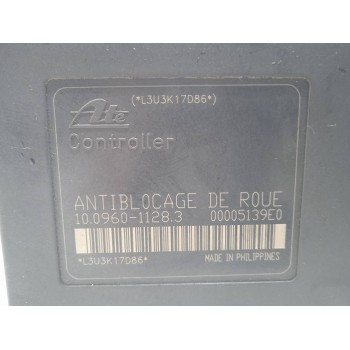 (*L3U3K17D86*)
Ate
Controller
ANTIBLOCAGE DE ROUE
10.0960-1128.3 00005139E0
*L3U3K17D86* MADE IN PHILIPPINES